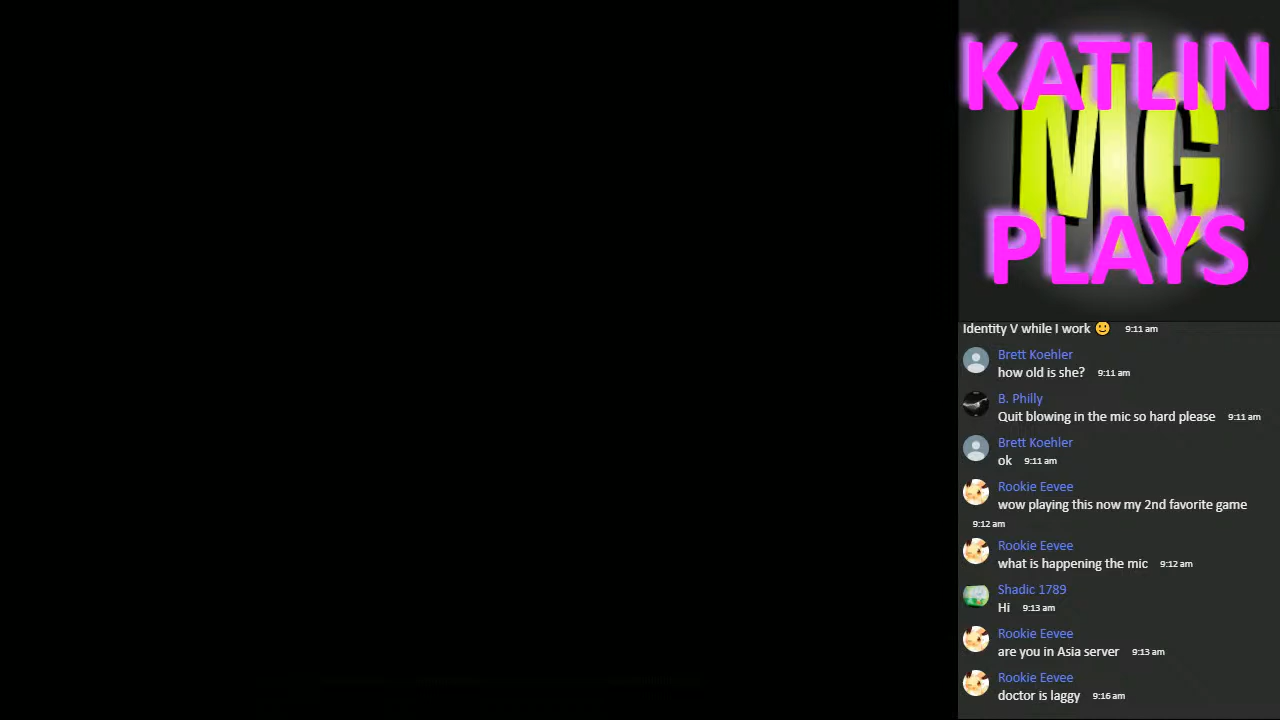 KATLIN
MG
PLAYS
Identity V while I work 🙂 9:11 am
Brett Koehler
how old is she? 9:11 am
B. Philly
Quit blowing in the mic so hard please 9:11 am
Brett Koehler
ok 9:11 am
Rookie Eevee
wow playing this now my 2nd favorite game
9:12 am
Rookie Eevee
what is happening the mic 9:12 am
Shadic 1789
Hi 9:13 am
Rookie Eevee
are you in Asia server 9:13 am
Rookie Eevee
doctor is laggy 9:16 am